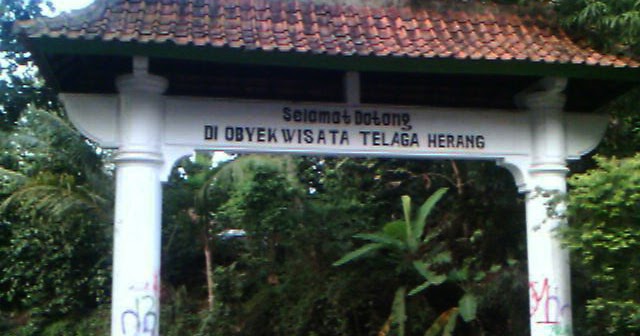 Selamat Datang
DI OBYEK WISATA TELAGA HERANG